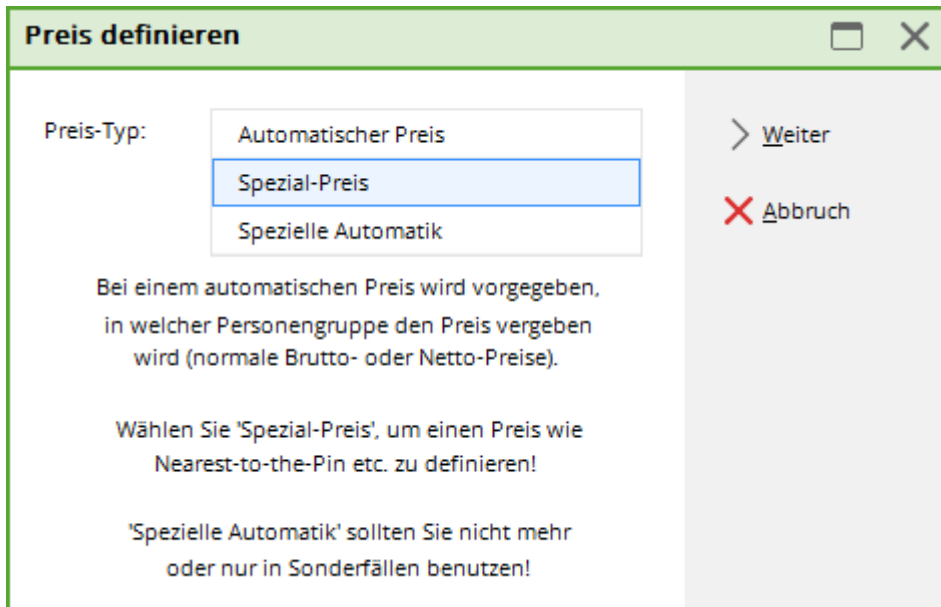 Preis definieren
Preis-Typ:
Automatischer Preis
Spezial-Preis
Spezielle Automatik
Weiter
Abbruch
Bei einem automatischen Preis wird vorgegeben,
in welcher Personengruppe den Preis vergeben
wird (normale Brutto- oder Netto-Preise).
Wählen Sie 'Spezial-Preis', um einen Preis wie
Nearest-to-the-Pin etc. zu definieren!
'Spezielle Automatik' sollten Sie nicht mehr
oder nur in Sonderfällen benutzen!